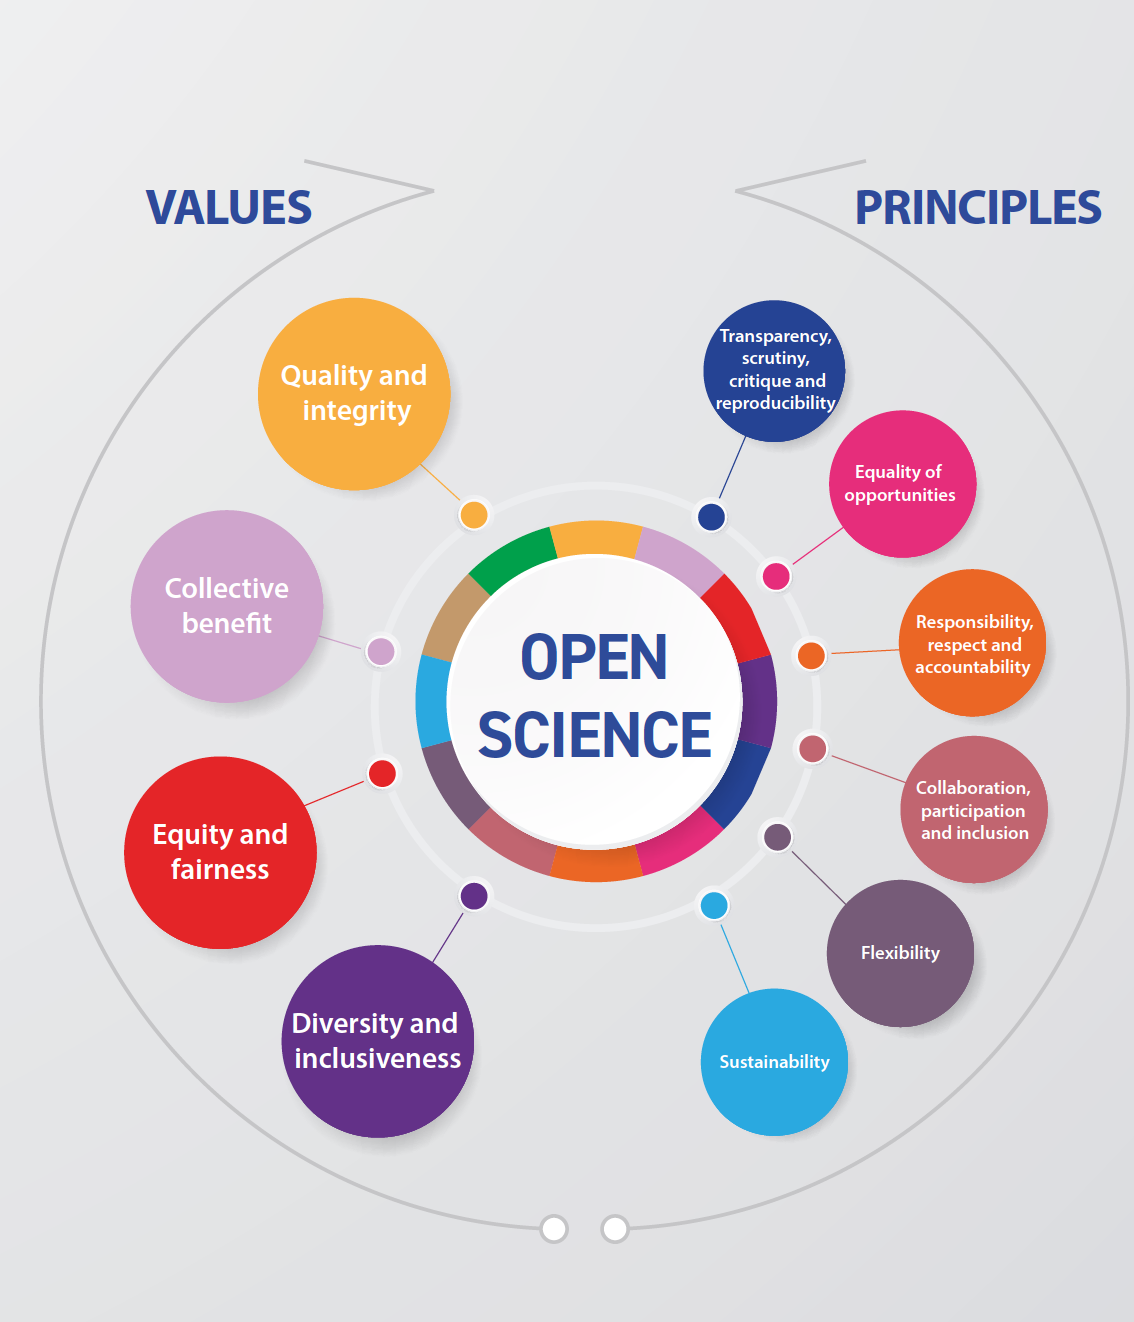 VALUES
PRINCIPLES
Quality and
integrity
Collective
benefit
Equity and
fairness
Diversity and
inclusiveness
OPEN
SCIENCE
Transparency,
scrutiny,
critique and
reproducibility
Equality of
opportunities
Responsibility,
respect and
accountability
Collaboration,
participation
and inclusion
Flexibility
Sustainability